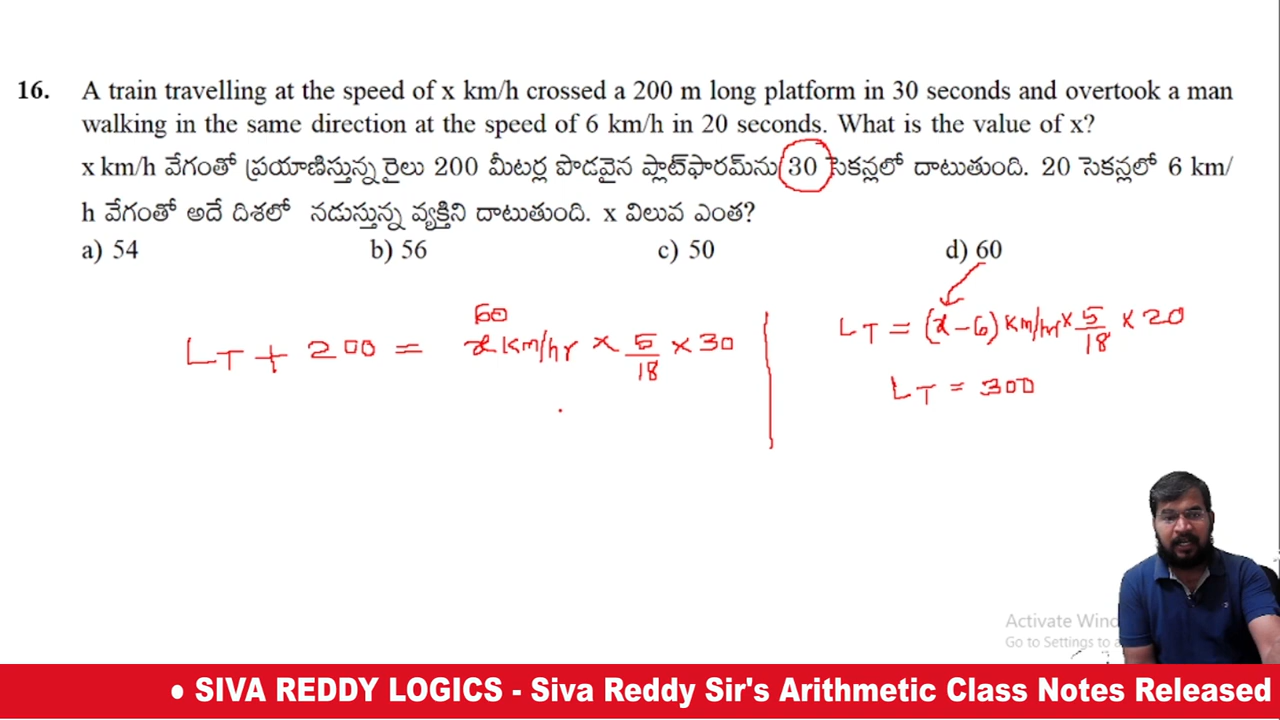 16. A train travelling at the speed of x km/h crossed a 200 m long platform in 30 seconds and overtook a man
walking in the same direction at the speed of 6 km/h in 20 seconds. What is the value of x?
x km/h వేగంతో ప్రయాణిస్తున్న రైలు 200 మీటర్ల పొడవైన ప్లాట్‌ఫారమ్‌ను 30 సెకన్లలో దాటుతుంది. 20 సెకన్లలో 6 km/
h వేగంతో అదే దిశలో నడుస్తున్న వ్యక్తిని దాటుతుంది. x విలువ ఎంత?
a) 54 b) 56 c) 50 d) 60
60
LT + 200 = x km/hr × 5/18 × 30
LT = (x-6) km/hr × 5/18 × 20
LT = 300
Activate Wind
Go to Settings to a
• SIVA REDDY LOGICS - Siva Reddy Sir's Arithmetic Class Notes Released